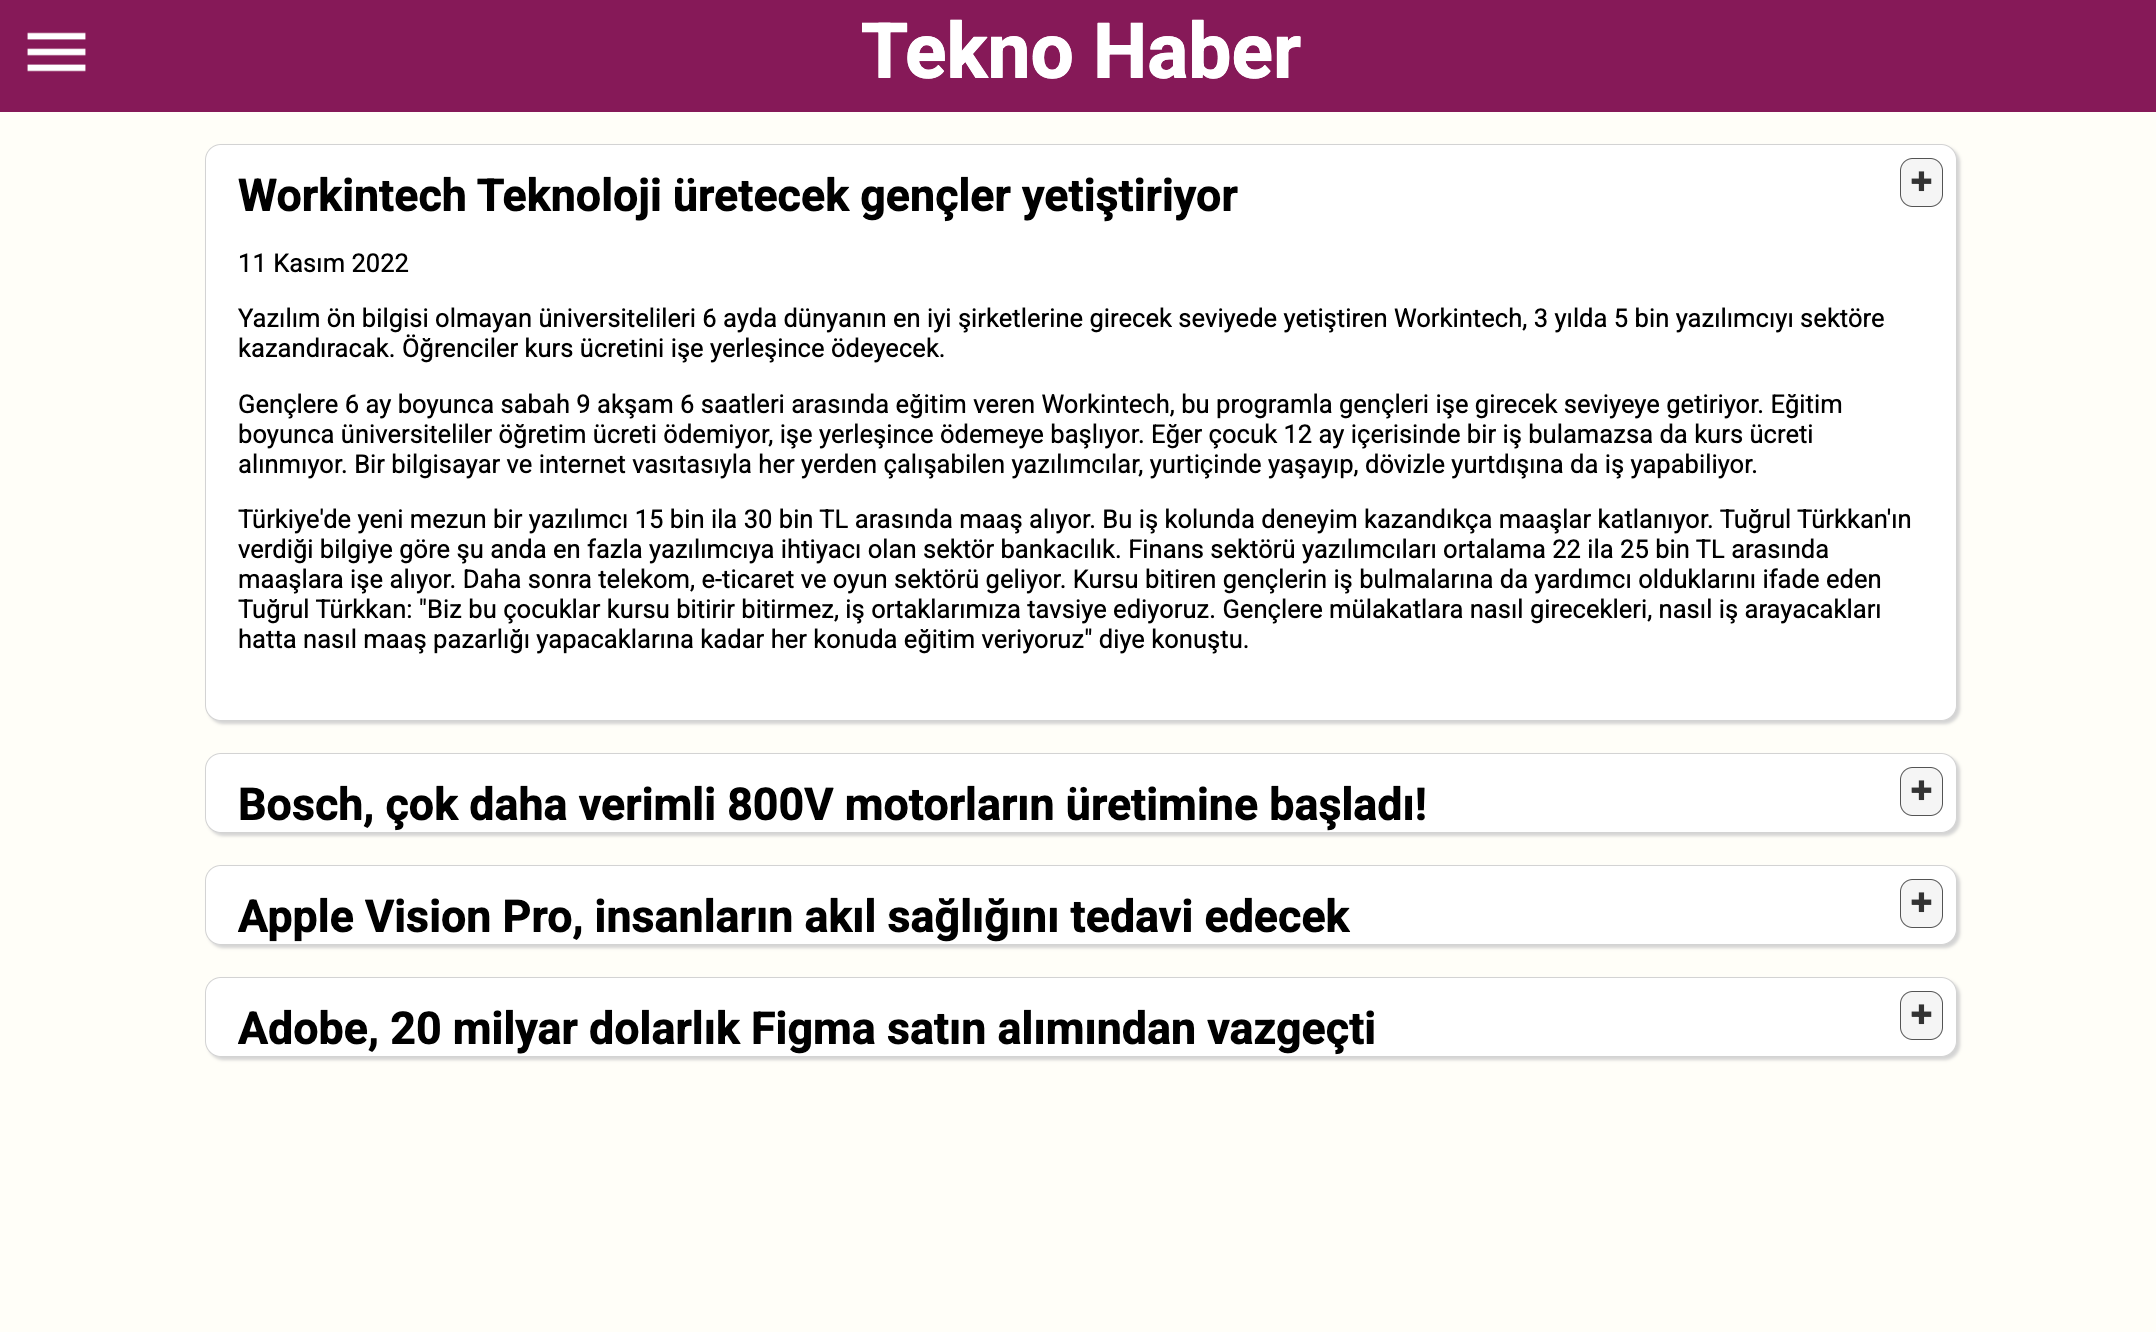 Tekno Haber
Workintech Teknoloji üretecek gençler yetiştiriyor
+
11 Kasım 2022
Yazılım ön bilgisi olmayan üniversitelileri 6 ayda dünyanın en iyi şirketlerine girecek seviyede yetiştiren Workintech, 3 yılda 5 bin yazılımcıyı sektöre
kazandıracak. Öğrenciler kurs ücretini işe yerleşince ödeyecek.
Gençlere 6 ay boyunca sabah 9 akşam 6 saatleri arasında eğitim veren Workintech, bu programla gençleri işe girecek seviyeye getiriyor. Eğitim
boyunca üniversiteliler öğretim ücreti ödemiyor, işe yerleşince ödemeye başlıyor. Eğer çocuk 12 ay içerisinde bir iş bulamazsa da kurs ücreti
alınmıyor. Bir bilgisayar ve internet vasıtasıyla her yerden çalışabilen yazılımcılar, yurtiçinde yaşayıp, dövizle yurtdışına da iş yapabiliyor.
Türkiye'de yeni mezun bir yazılımcı 15 bin ila 30 bin TL arasında maaş alıyor. Bu iş kolunda deneyim kazandıkça maaşlar katlanıyor. Tuğrul Türkkan'ın
verdiği bilgiye göre şu anda en fazla yazılımcıya ihtiyacı olan sektör bankacılık. Finans sektörü yazılımcıları ortalama 22 ila 25 bin TL arasında
maaşlara işe alıyor. Daha sonra telekom, e-ticaret ve oyun sektörü geliyor. Kursu bitiren gençlerin iş bulmalarına da yardımcı olduklarını ifade eden
Tuğrul Türkkan: "Biz bu çocuklar kursu bitirir bitirmez, iş ortaklarımıza tavsiye ediyoruz. Gençlere mülakatlara nasıl girecekleri, nasıl iş arayacakları
hatta nasıl maaş pazarlığı yapacaklarına kadar her konuda eğitim veriyoruz" diye konuştu.
Bosch, çok daha verimli 800V motorların üretimine başladı!
+
Apple Vision Pro, insanların akıl sağlığını tedavi edecek
+
Adobe, 20 milyar dolarlık Figma satın alımından vazgeçti
+